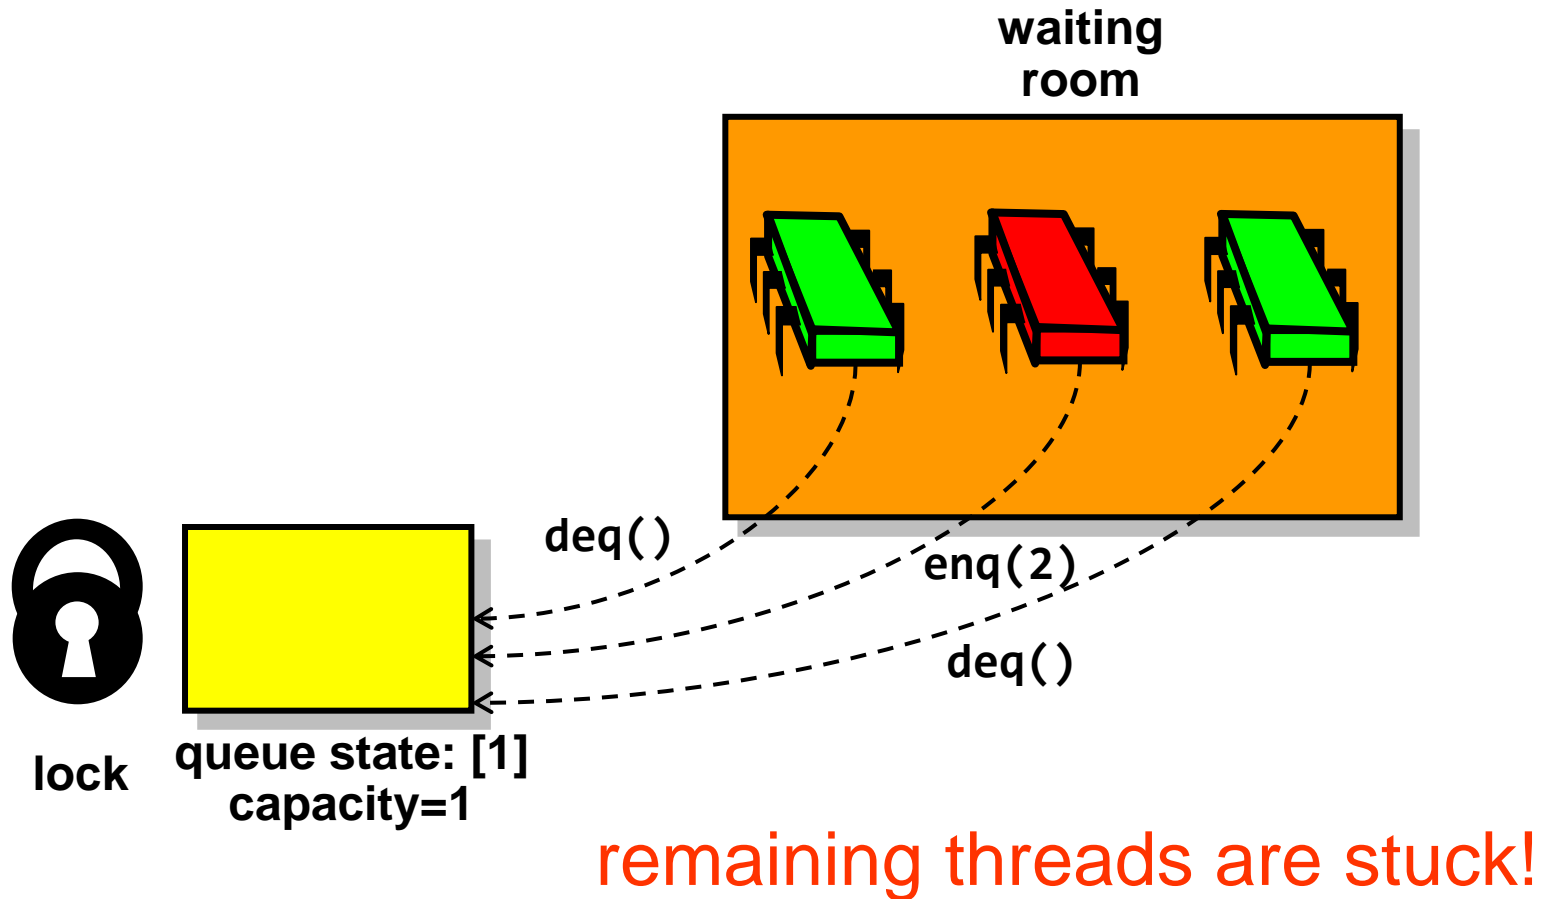 waiting
room
deq()
enq(2)
deq()
lock
queue state: [1]
capacity=1
remaining threads are stuck!